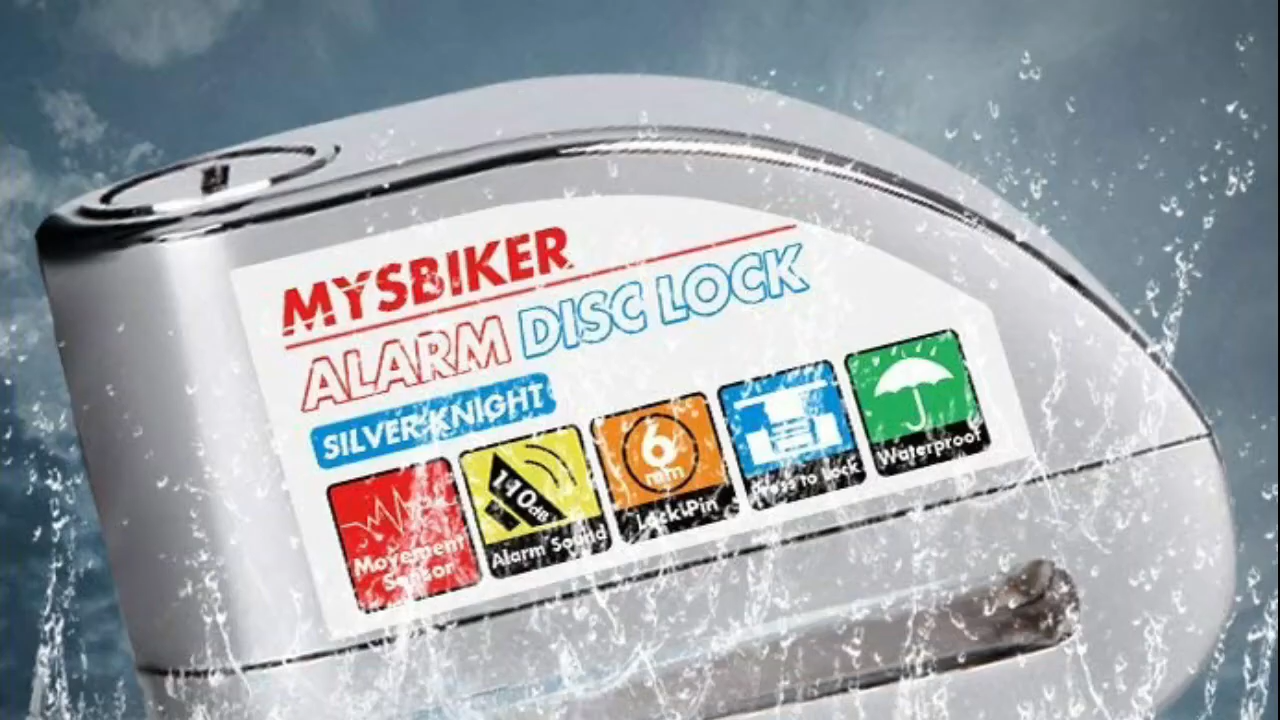 MYSBIKER
ALARM DISC LOCK
SILVER KNIGHT
Movement Sensor
110dB
Alarm Sound
6 mm
Lock Pin
Press to Lock
Waterproof